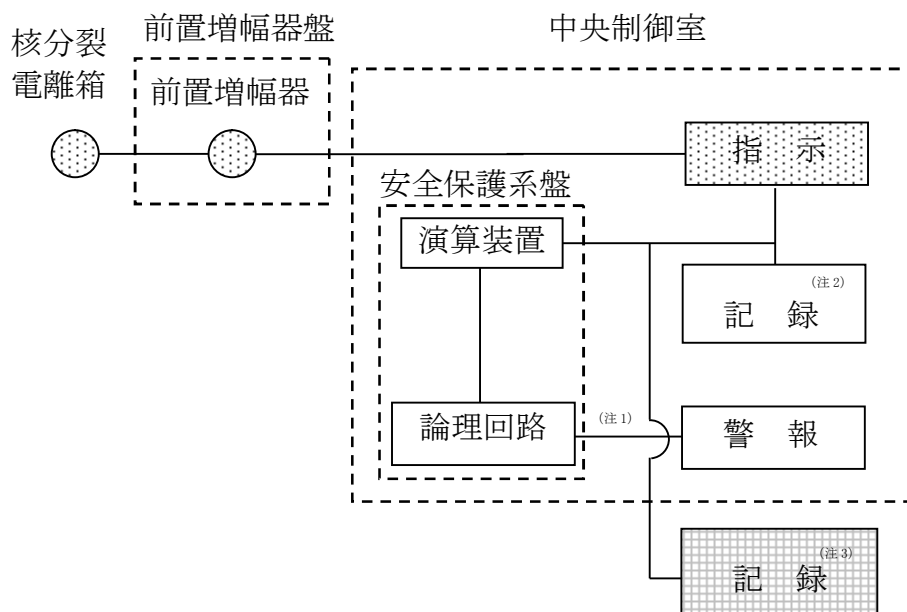 核分裂
電離箱
前置増幅器盤
前置増幅器
中央制御室
指 示
安全保護系盤
演算装置
(注2)
記 録
論理回路
(注1)
警 報
(注3)
記 録